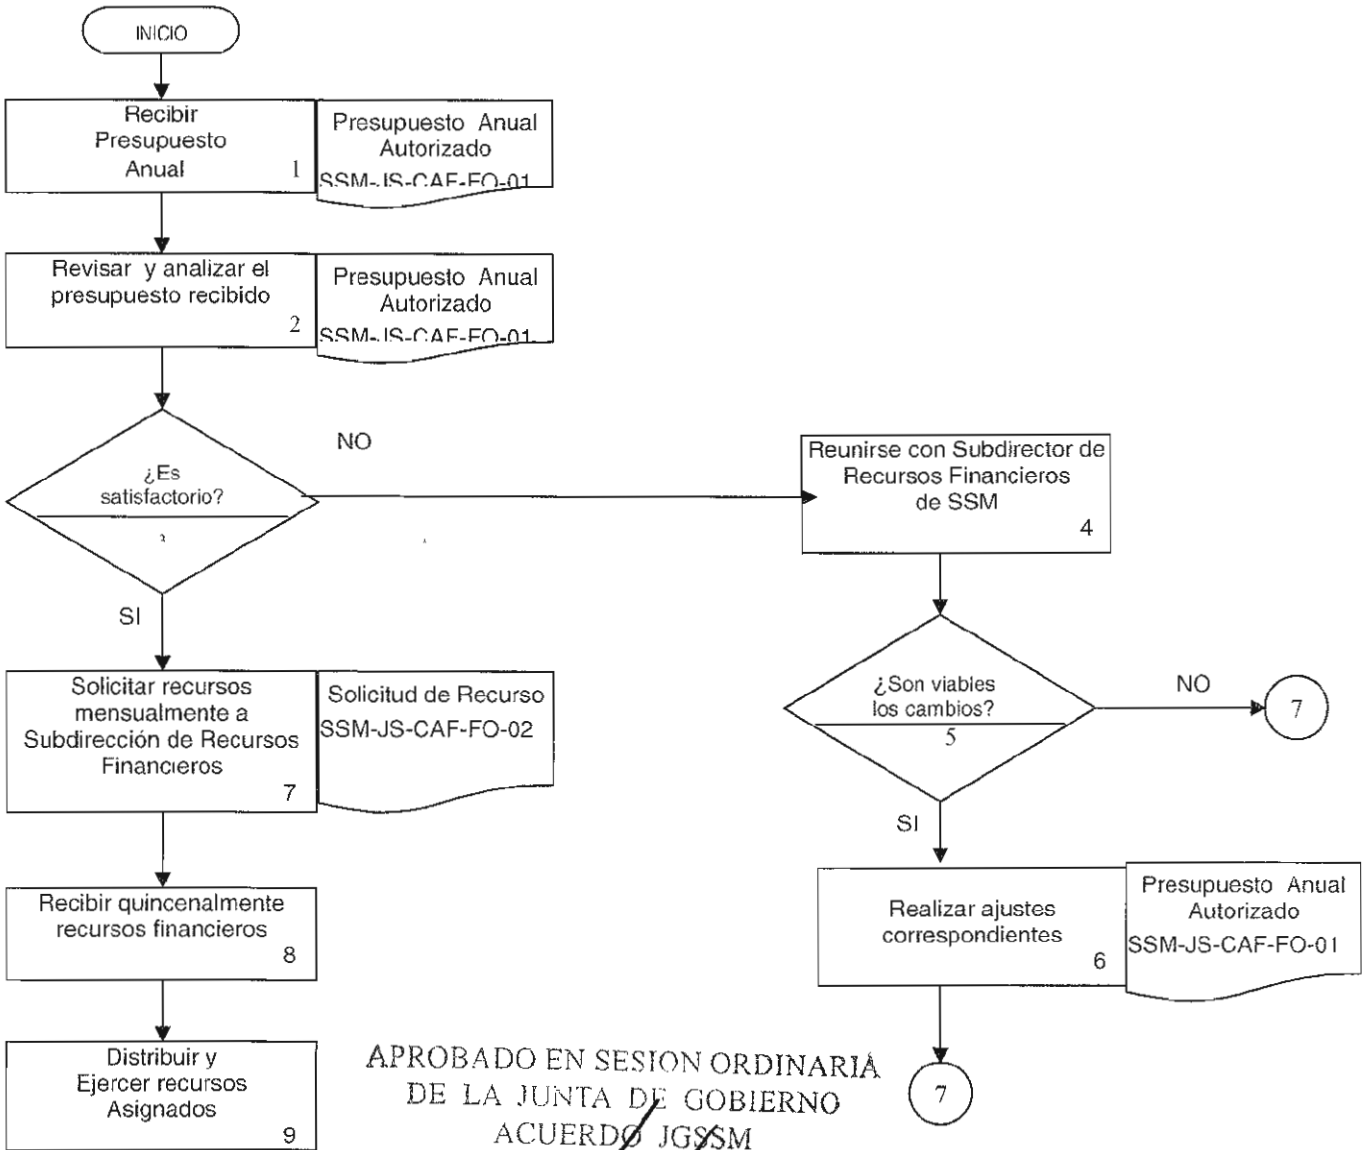 INICIO
Recibir
Presupuesto
Anual
1
Presupuesto Anual
Autorizado
SSM-JS-CAF-FO-01
Revisar y analizar el
presupuesto recibido
2
Presupuesto Anual
Autorizado
SSM-JS-CAF-FO-01
¿Es
satisfactorio?
3
NO
SI
Reunirse con Subdirector de
Recursos Financieros
de SSM
4
¿Son viables
los cambios?
5
NO
7
SI
Solicitar recursos
mensualmente a
Subdirección de Recursos
Financieros
7
Solicitud de Recurso
SSM-JS-CAF-FO-02
Realizar ajustes
correspondientes
6
Presupuesto Anual
Autorizado
SSM-JS-CAF-FO-01
7
Recibir quincenalmente
recursos financieros
8
Distribuir y
Ejercer recursos
Asignados
9
APROBADO EN SESION ORDINARIA
DE LA JUNTA DE GOBIERNO
ACUERDO JGSSM